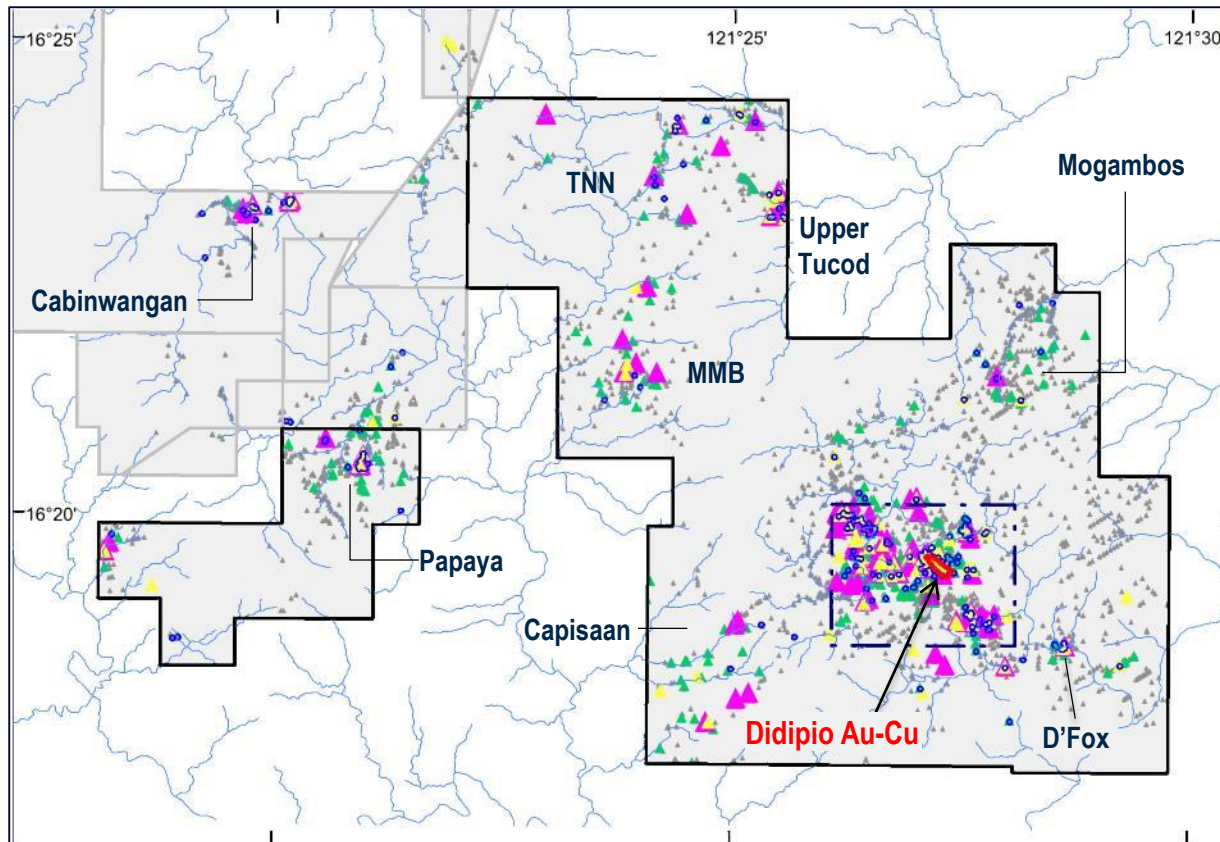 16°25'
121°25'
121°30
Mogambos
TNN
Upper
Tucod
Cabinwangan
MMB
16°20'
Papaya
Capisaan
Didipio Au-Cu
D'Fox